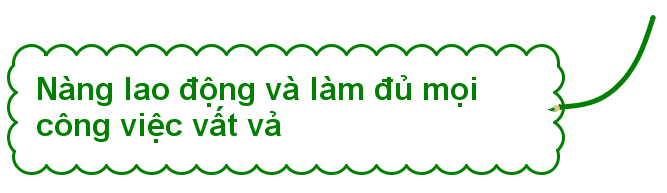 Nàng lao động và làm đủ mọi
công việc vất vả